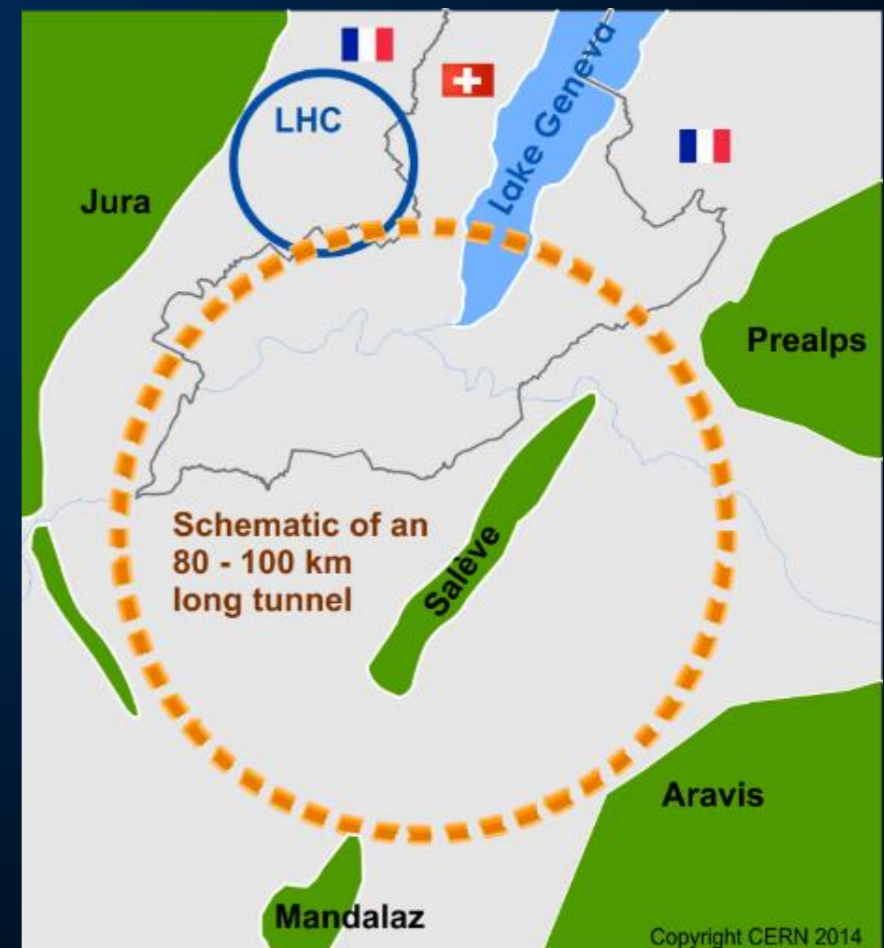 LHC
Lake Geneva
Jura
Prealps
Schematic of an
80 - 100 km
long tunnel
Salève
Aravis
Mandalaz
Copyright CERN 2014